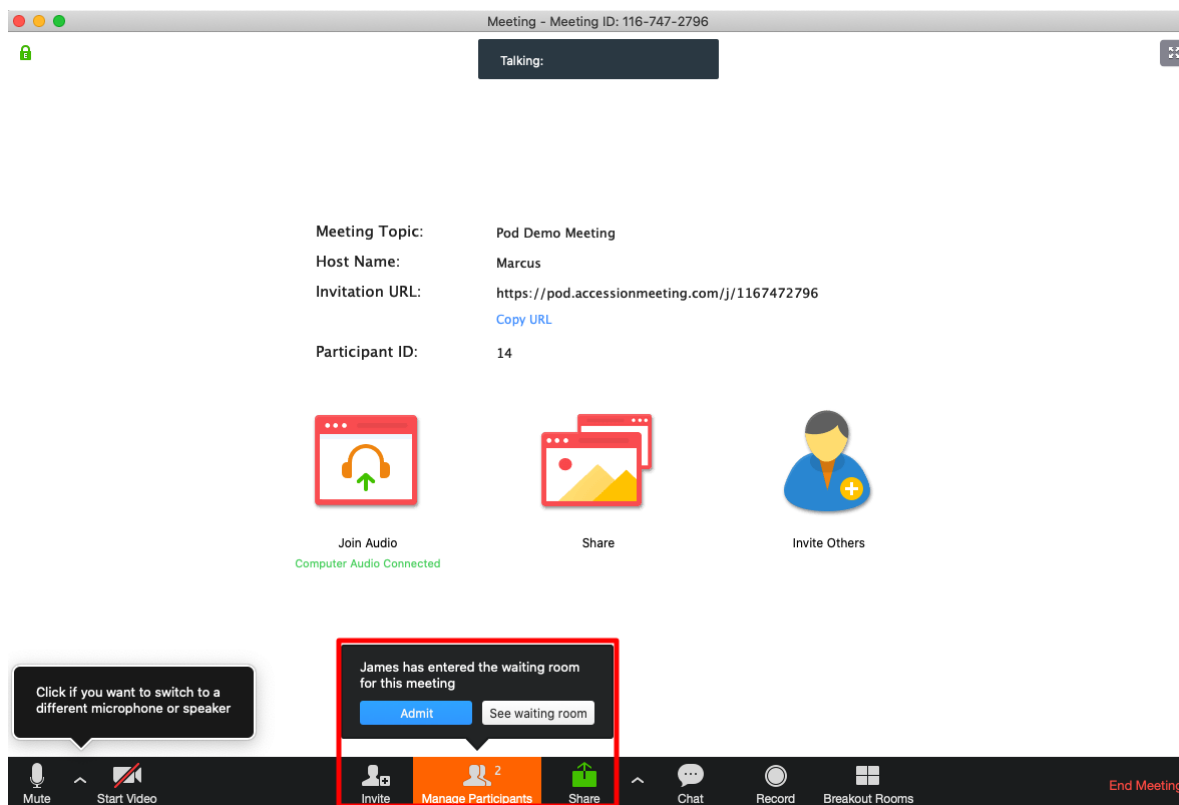 Meeting - Meeting ID: 116-747-2796
E
Talking:
Meeting Topic: Pod Demo Meeting
Host Name: Marcus
Invitation URL: https://pod.accessionmeeting.com/j/1167472796
Copy URL
Participant ID: 14
Join Audio Share Invite Others
Computer Audio Connected
James has entered the waiting room
for this meeting
Admit See waiting room
Click if you want to switch to a
different microphone or speaker
2
Mute Start Video Invite Manage Participants Share Chat Record Breakout Rooms End Meeting